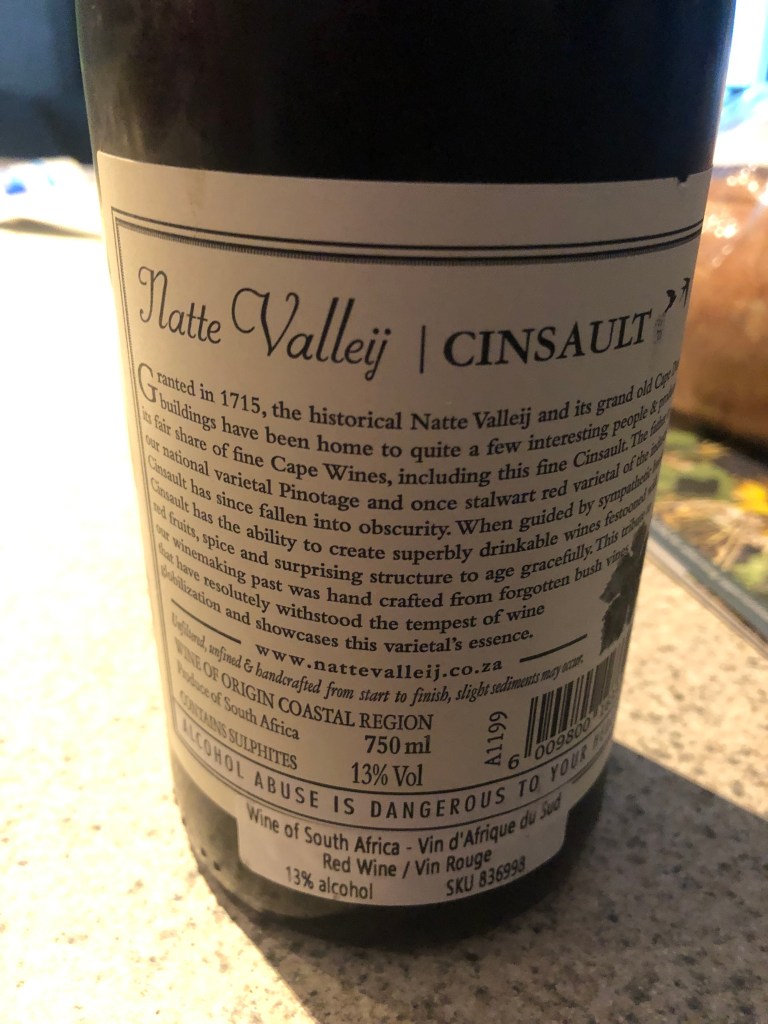 Natte Valleij | CINSAULT
Granted in 1715, the historical Natte Valleij and its grand old Cape
buildings have been home to quite a few interesting people &
its fair share of fine Cape Wines, including this fine Cinsault. The
our national varietal Pinotage and once stalwart red varietal of the
Cinsault has since fallen into obscurity. When guided by sympathetic
Cinsault has the ability to create superbly drinkable wines festooned
red fruits, spice and surprising structure to age gracefully. This
our winemaking past was hand crafted from forgotten bush vines
that have resolutely withstood the tempest of wine
globilization and showcases this varietal's essence.
www.nattevalleij.co.za
Unfiltered, unfined & handcrafted from start to finish, slight sediments may occur.
WINE OF ORIGIN COASTAL REGION
Produce of South Africa
750 ml
CONTAINS SULPHITES
13% Vol
A1199
6 009800
ALCOHOL ABUSE IS DANGEROUS TO YOUR
Wine of South Africa - Vin d'Afrique du Sud
Red Wine / Vin Rouge
13% alcohol SKU 836993